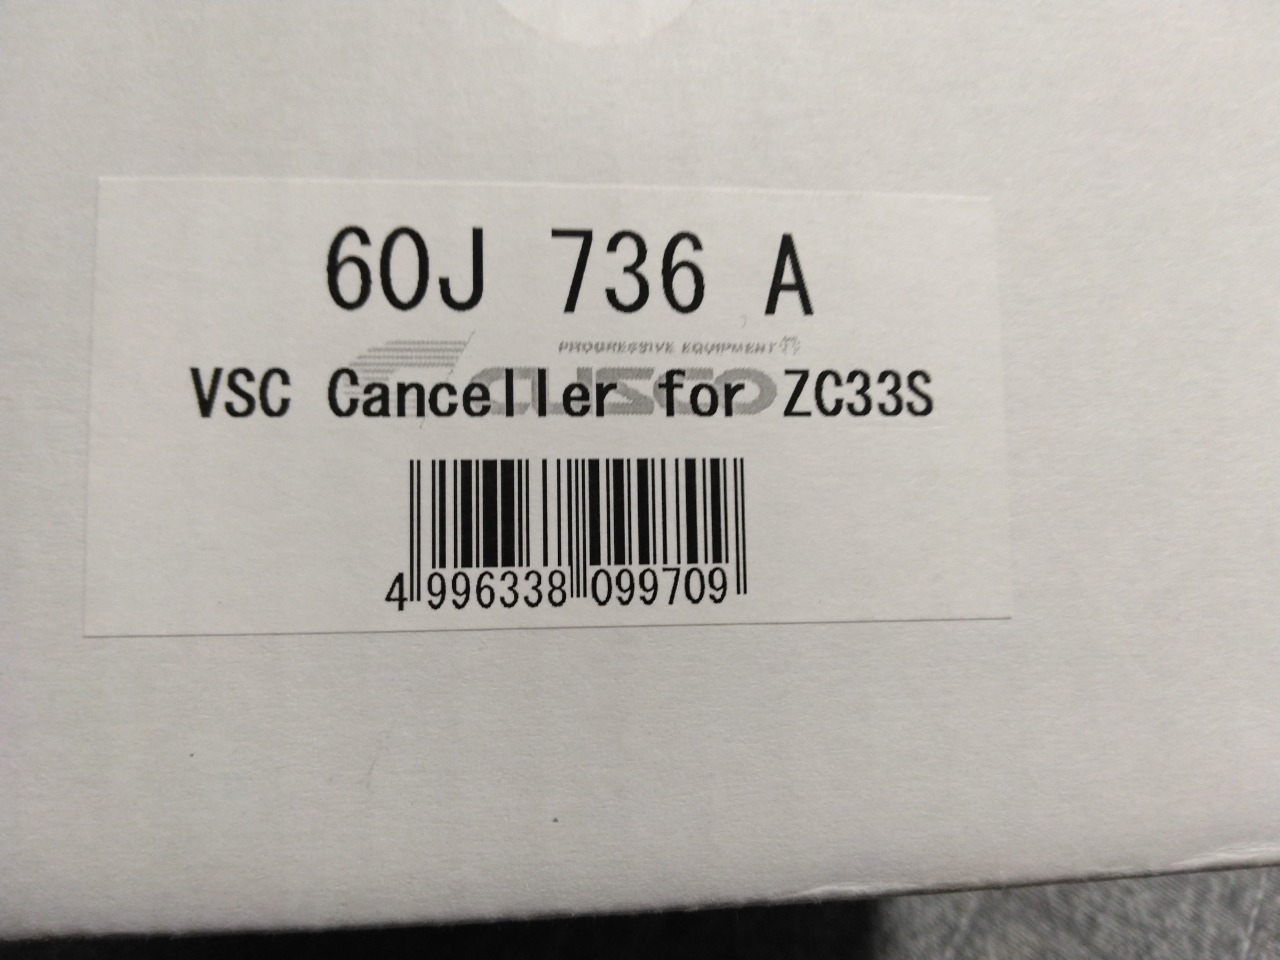 60J 736 A
PROGRESSIVE EQUIPMENT
CUSCO
VSC Canceller for ZC33S
4 996338 099709